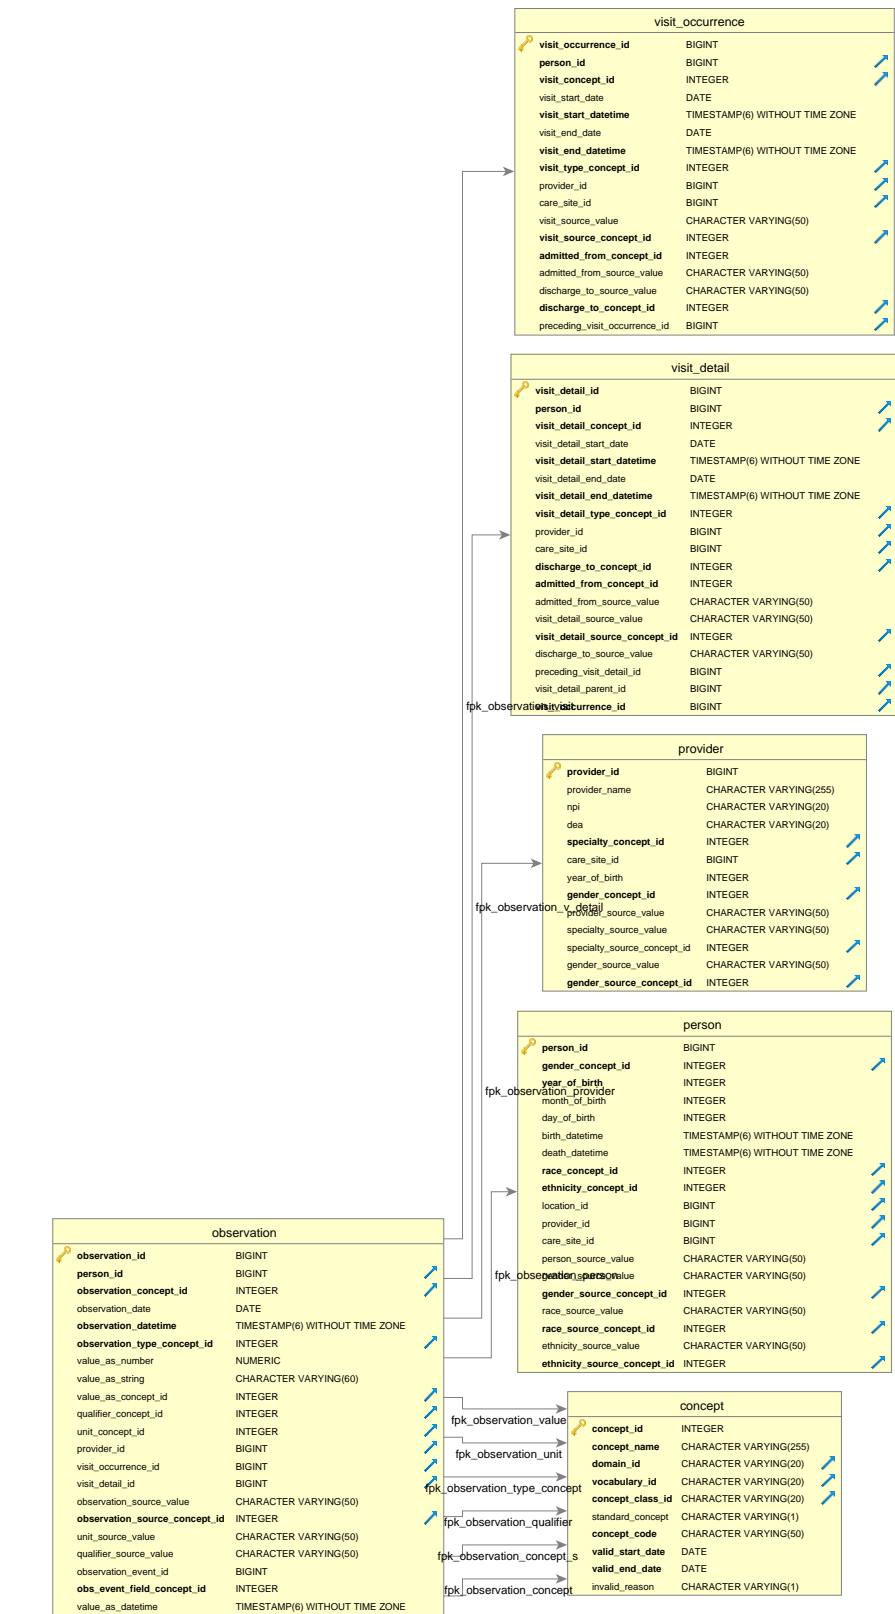 visit_occurrence
visit_occurrence_id BIGINT
person_id BIGINT
visit_concept_id INTEGER
visit_start_date DATE
visit_start_datetime TIMESTAMP(6) WITHOUT TIME ZONE
visit_end_date DATE
visit_end_datetime TIMESTAMP(6) WITHOUT TIME ZONE
visit_type_concept_id INTEGER
provider_id BIGINT
care_site_id BIGINT
visit_source_value CHARACTER VARYING(50)
visit_source_concept_id INTEGER
admitted_from_concept_id INTEGER
admitted_from_source_value CHARACTER VARYING(50)
discharge_to_source_value CHARACTER VARYING(50)
discharge_to_concept_id INTEGER
preceding_visit_occurrence_id BIGINT
visit_detail
visit_detail_id BIGINT
person_id BIGINT
visit_detail_concept_id INTEGER
visit_detail_start_date DATE
visit_detail_start_datetime TIMESTAMP(6) WITHOUT TIME ZONE
visit_detail_end_date DATE
visit_detail_end_datetime TIMESTAMP(6) WITHOUT TIME ZONE
visit_detail_type_concept_id INTEGER
provider_id BIGINT
care_site_id BIGINT
discharge_to_concept_id INTEGER
admitted_from_concept_id INTEGER
admitted_from_source_value CHARACTER VARYING(50)
visit_detail_source_value CHARACTER VARYING(50)
visit_detail_source_concept_id INTEGER
discharge_to_source_value CHARACTER VARYING(50)
preceding_visit_detail_id BIGINT
visit_detail_parent_id BIGINT
visit_occurrence_id BIGINT
fpk_observation_visit
provider
provider_id BIGINT
provider_name CHARACTER VARYING(255)
npi CHARACTER VARYING(20)
dea CHARACTER VARYING(20)
specialty_concept_id INTEGER
care_site_id BIGINT
year_of_birth INTEGER
gender_concept_id INTEGER
fpk_observation_v_detail
provider_source_value CHARACTER VARYING(50)
specialty_source_value CHARACTER VARYING(50)
specialty_source_concept_id INTEGER
gender_source_value CHARACTER VARYING(50)
gender_source_concept_id INTEGER
person
person_id BIGINT
gender_concept_id INTEGER
year_of_birth INTEGER
fpk_observation_provider
month_of_birth INTEGER
day_of_birth INTEGER
birth_datetime TIMESTAMP(6) WITHOUT TIME ZONE
death_datetime TIMESTAMP(6) WITHOUT TIME ZONE
race_concept_id INTEGER
ethnicity_concept_id INTEGER
location_id BIGINT
provider_id BIGINT
care_site_id BIGINT
person_source_value CHARACTER VARYING(50)
gender_source_value CHARACTER VARYING(50)
fpk_observation_person
gender_source_concept_id INTEGER
race_source_value CHARACTER VARYING(50)
race_source_concept_id INTEGER
ethnicity_source_value CHARACTER VARYING(50)
ethnicity_source_concept_id INTEGER
observation
observation_id BIGINT
person_id BIGINT
observation_concept_id INTEGER
observation_date DATE
observation_datetime TIMESTAMP(6) WITHOUT TIME ZONE
observation_type_concept_id INTEGER
value_as_number NUMERIC
value_as_string CHARACTER VARYING(60)
value_as_concept_id INTEGER
qualifier_concept_id INTEGER
unit_concept_id INTEGER
provider_id BIGINT
visit_occurrence_id BIGINT
visit_detail_id BIGINT
observation_source_value CHARACTER VARYING(50)
observation_source_concept_id INTEGER
unit_source_value CHARACTER VARYING(50)
qualifier_source_value CHARACTER VARYING(50)
observation_event_id BIGINT
obs_event_field_concept_id INTEGER
value_as_datetime TIMESTAMP(6) WITHOUT TIME ZONE
fpk_observation_value
fpk_observation_unit
fpk_observation_type_concept
fpk_observation_qualifier
fpk_observation_concept_s
fpk_observation_concept
concept
concept_id INTEGER
concept_name CHARACTER VARYING(255)
domain_id CHARACTER VARYING(20)
vocabulary_id CHARACTER VARYING(20)
concept_class_id CHARACTER VARYING(20)
standard_concept CHARACTER VARYING(1)
concept_code CHARACTER VARYING(50)
valid_start_date DATE
valid_end_date DATE
invalid_reason CHARACTER VARYING(1)